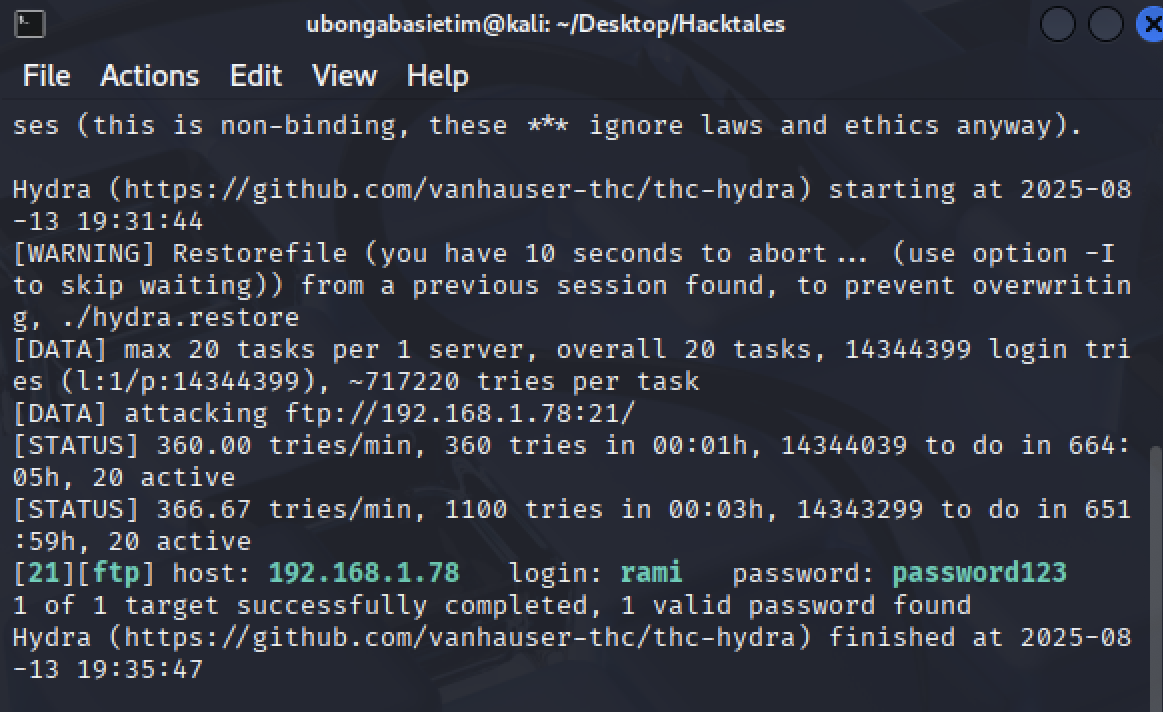 ubongabasietim@kali: ~/Desktop/Hacktales
File Actions Edit View Help
ses (this is non-binding, these *** ignore laws and ethics anyway).
Hydra (https://github.com/vanhauser-thc/thc-hydra) starting at 2025-08
-13 19:31:44
[WARNING] Restorefile (you have 10 seconds to abort... (use option -I
to skip waiting)) from a previous session found, to prevent overwritin
g, ./hydra.restore
[DATA] max 20 tasks per 1 server, overall 20 tasks, 14344399 login tri
es (l:1/p:14344399), ~717220 tries per task
[DATA] attacking ftp://192.168.1.78:21/
[STATUS] 360.00 tries/min, 360 tries in 00:01h, 14344039 to do in 664:
05h, 20 active
[STATUS] 366.67 tries/min, 1100 tries in 00:03h, 14343299 to do in 651
:59h, 20 active
[21][ftp] host: 192.168.1.78   login: rami   password: password123
1 of 1 target successfully completed, 1 valid password found
Hydra (https://github.com/vanhauser-thc/thc-hydra) finished at 2025-08
-13 19:35:47